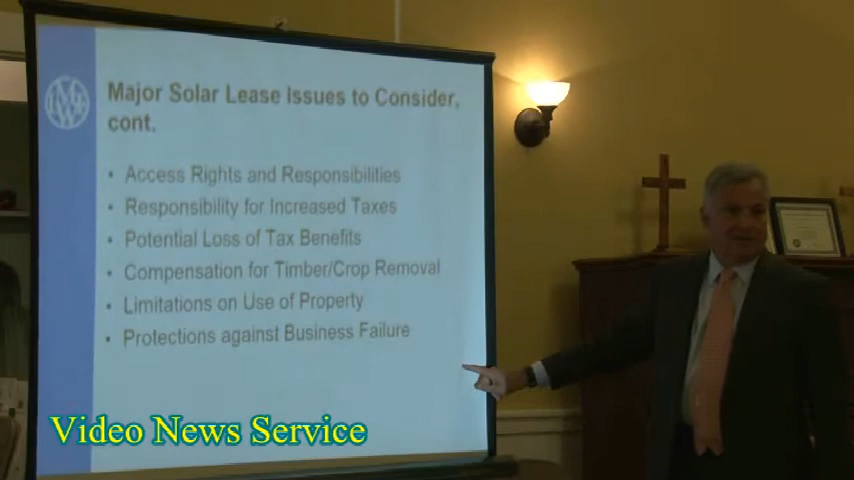 Major Solar Lease Issues to Consider,
cont.
• Access Rights and Responsibilities
• Responsibility for Increased Taxes
• Potential Loss of Tax Benefits
• Compensation for Timber/Crop Removal
• Limitations on Use of Property
• Protections against Business Failure
Video News Service